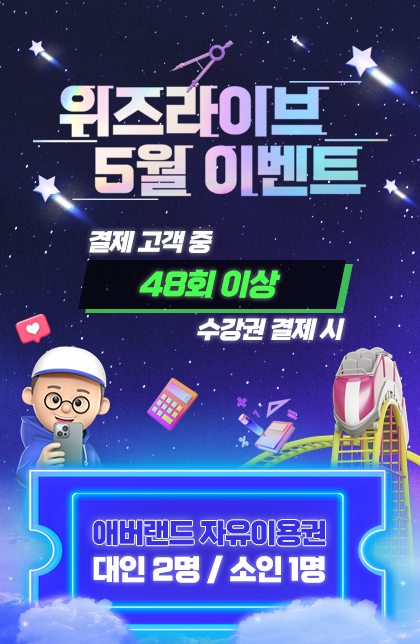 위즈라이브
5월 이벤트
결제 고객 중
48회 이상
수강권 결제 시
애버랜드 자유이용권
대인 2명 / 소인 1명